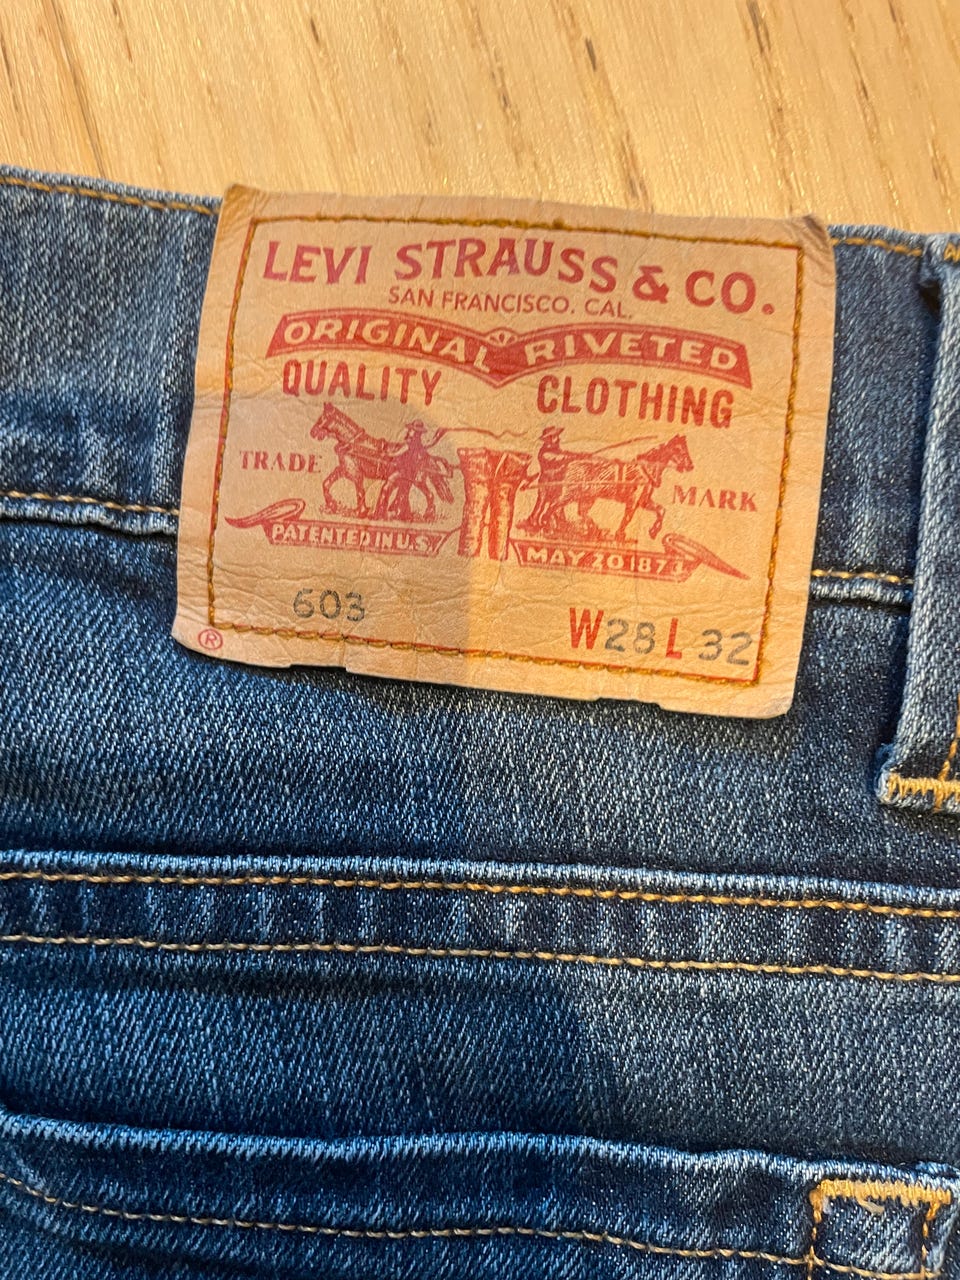 LEVI STRAUSS & CO.
SAN FRANCISCO. CAL.
ORIGINAL RIVETED
QUALITY CLOTHING
TRADE MARK
PATENTED IN U.S. MAY 20 1873
603 W28 L 32
®